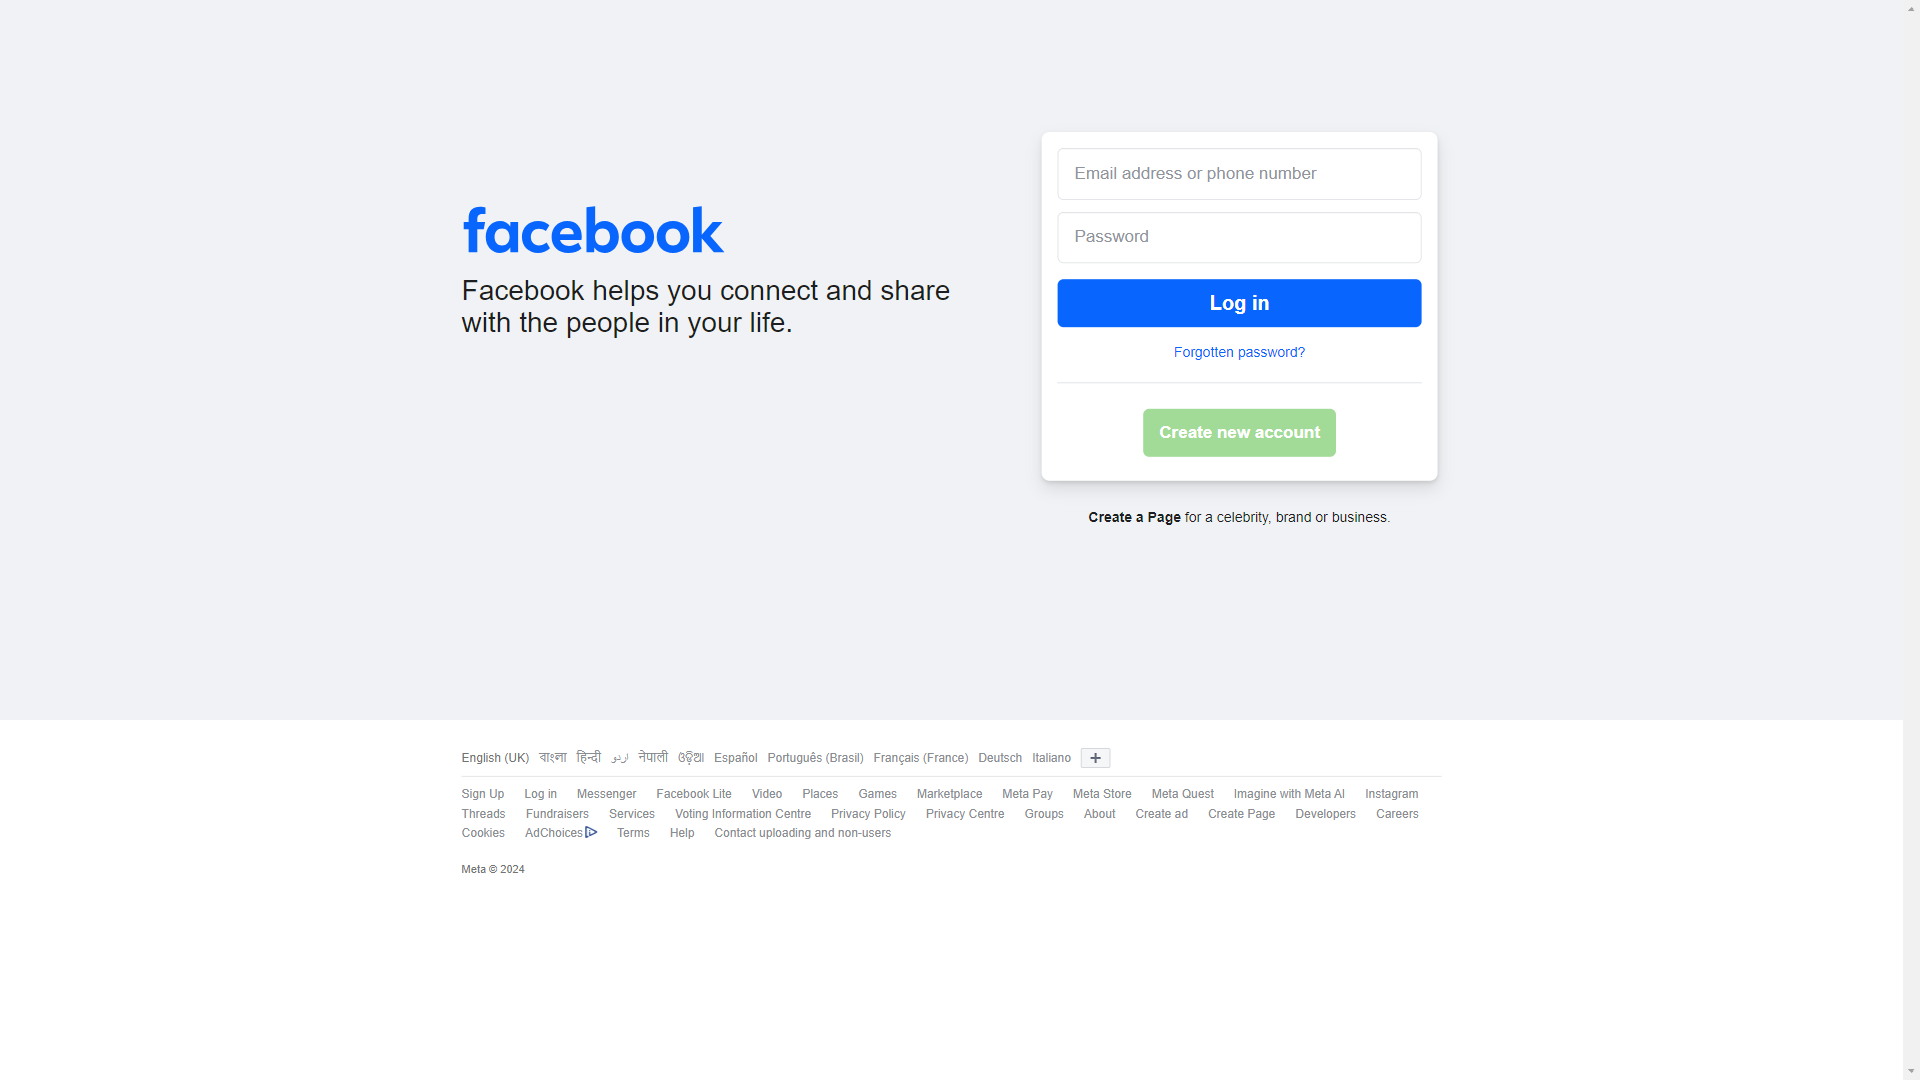 facebook
Facebook helps you connect and share
with the people in your life.
Email address or phone number
Password
Log in
Forgotten password?
Create new account
Create a Page for a celebrity, brand or business.
English (UK) বাংলা हिन्दी اردو नेपाली ଓଡ଼ିଆ Español Português (Brasil) Français (France) Deutsch Italiano +
Sign Up Log in Messenger Facebook Lite Video Places Games Marketplace Meta Pay Meta Store Meta Quest Imagine with Meta AI Instagram
Threads Fundraisers Services Voting Information Centre Privacy Policy Privacy Centre Groups About Create ad Create Page Developers Careers
Cookies AdChoices Terms Help Contact uploading and non-users
Meta © 2024